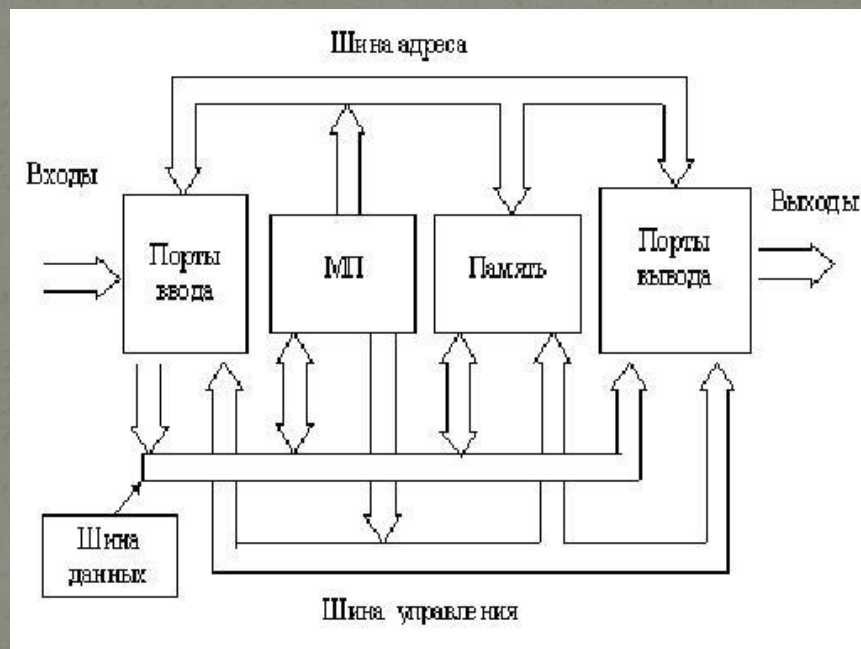 Шина адреса
Входы
Выходы
Порты
ввода
МП
Память
Порты
вывода
Шина
данных
Шина управления